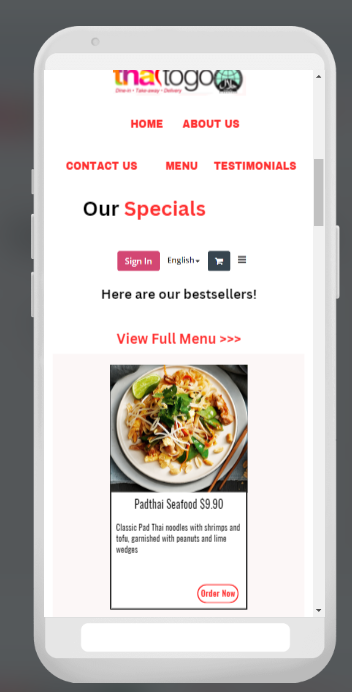 thaitogo
Dine-in • Take-away • Delivery
HOME ABOUT US
CONTACT US MENU TESTIMONIALS
Our Specials
Sign In English
Here are our bestsellers!
View Full Menu >>>
Padthai Seafood $9.90
Classic Pad Thai noodles with shrimps and
tofu, garnished with peanuts and lime
wedges
Order Now